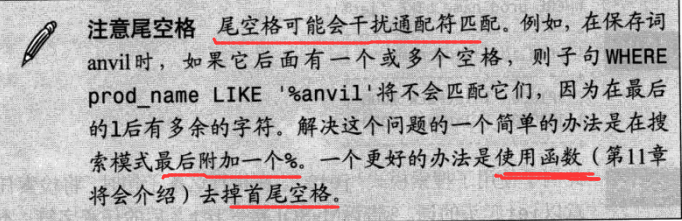 注意尾空格 尾空格可能会干扰通配符匹配。例如，在保存词
anvil时，如果它后面有一个或多个空格，则子句WHERE
prod_name LIKE '%anvil'将不会匹配它们，因为在最后
的l后有多余的字符。解决这个问题的一个简单的办法是在搜
索模式最后附加一个%。一个更好的办法是使用函数（第11章
将会介绍）去掉首尾空格。